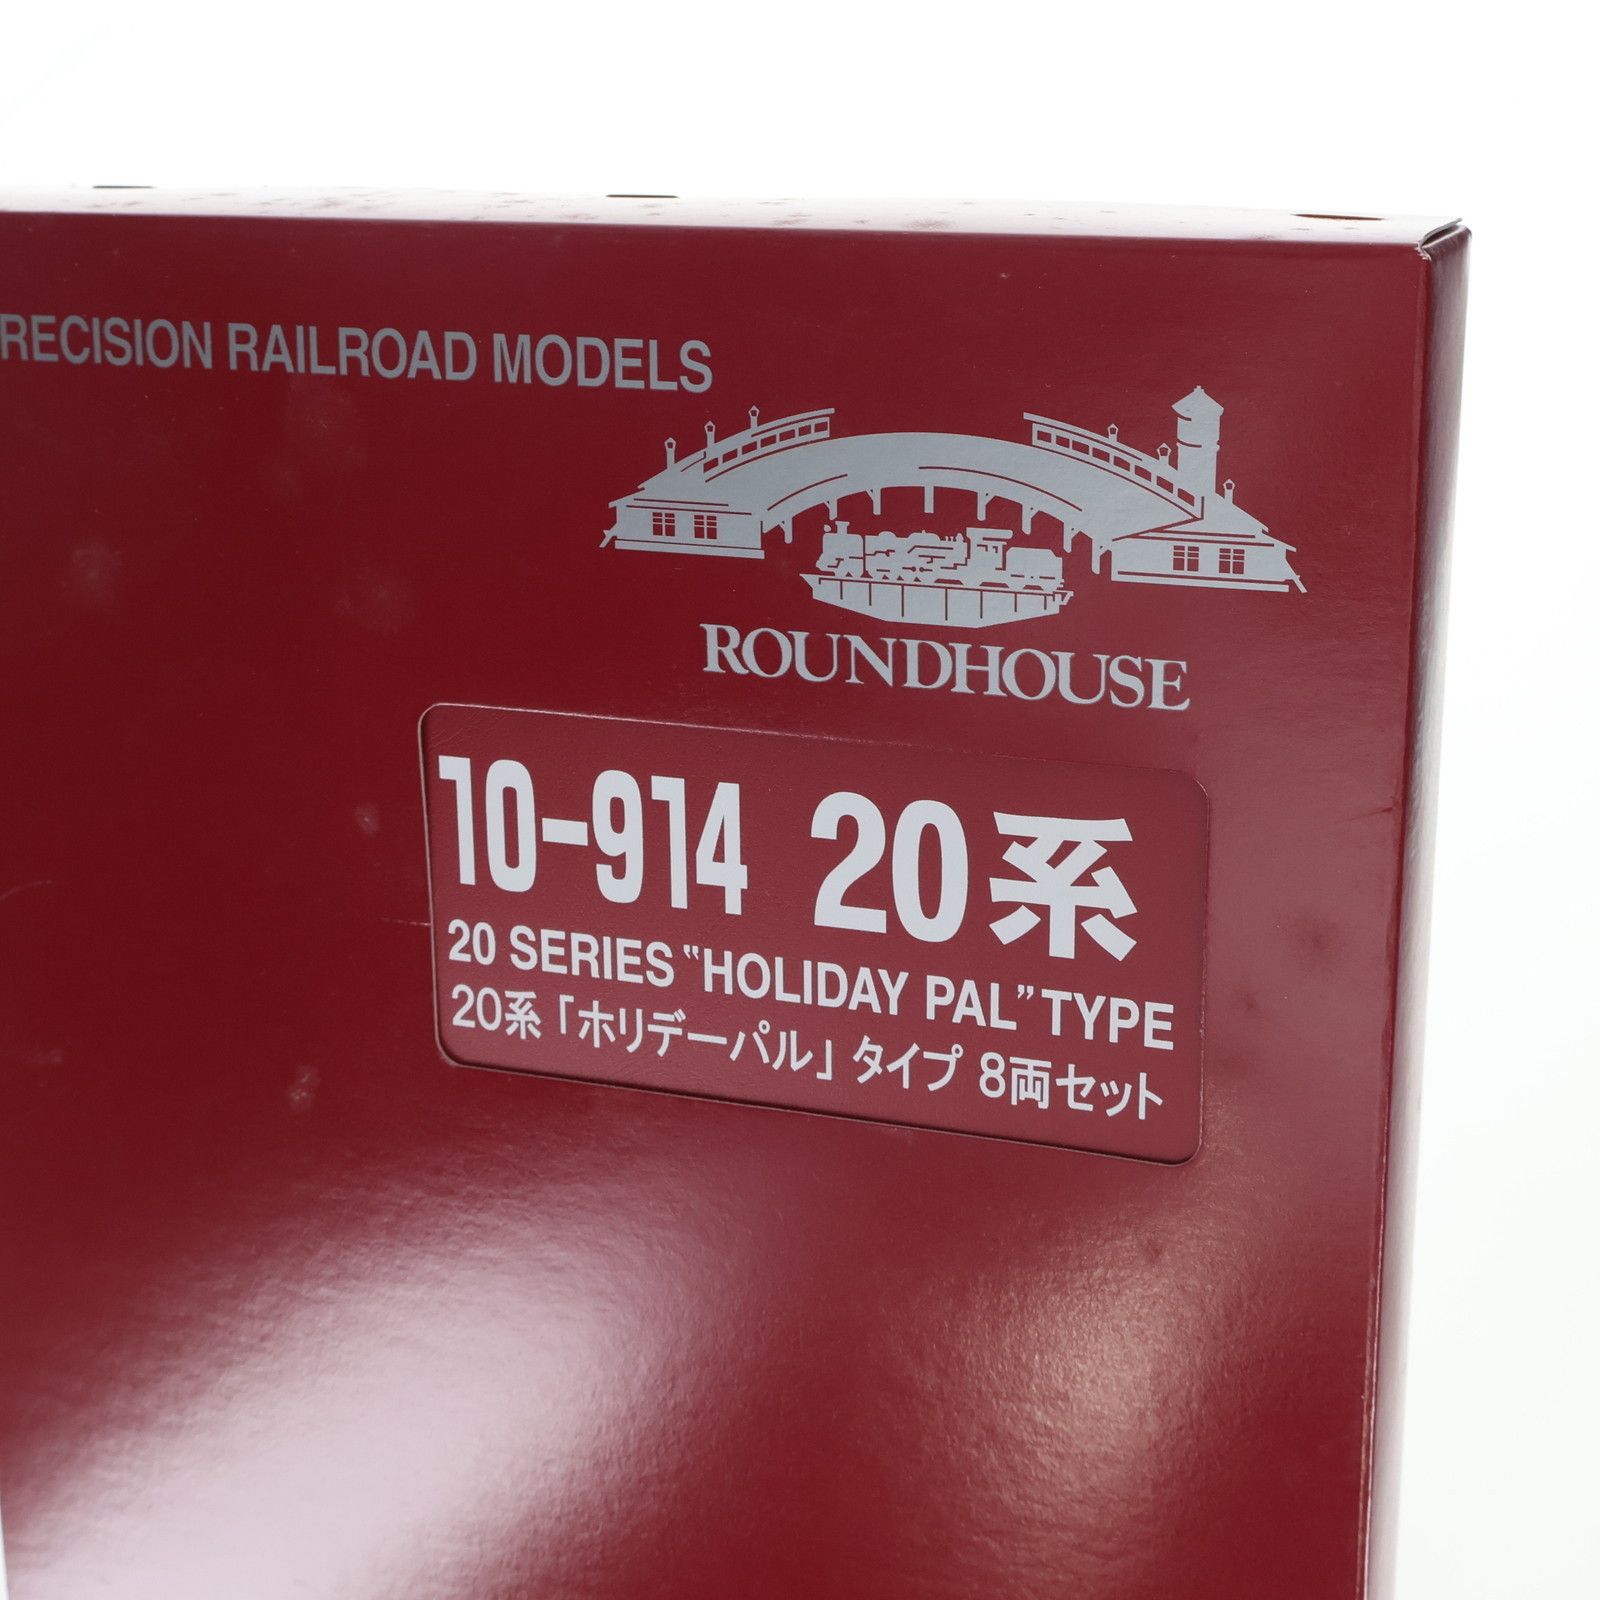 RECISION RAILROAD MODELS
ROUNDHOUSE
10-914 20系
20 SERIES “HOLIDAY PAL” TYPE
20系「ホリデーパル」タイプ 8両セット